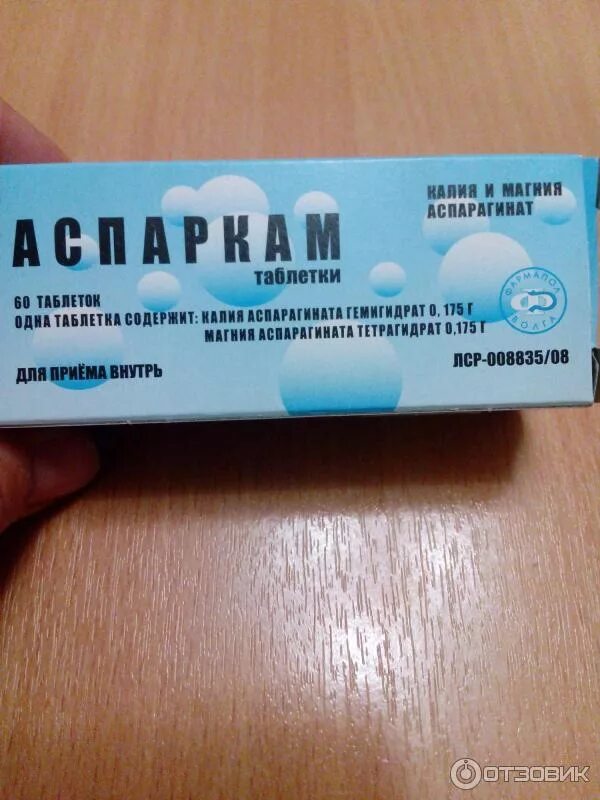 АСПАРКАМ
таблетки
КАЛИЯ И МАГНИЯ
АСПАРАГИНАТ
60 ТАБЛЕТОК
ОДНА ТАБЛЕТКА СОДЕРЖИТ: КАЛИЯ АСПАРАГИНАТА ГЕМИГИДРАТ 0, 175 Г
МАГНИЯ АСПАРАГИНАТА ТЕТРАГИДРАТ 0,175 Г
ФАРМАПОЛ
ВОЛГА
ДЛЯ ПРИЁМА ВНУТРЬ
ЛСР-008835/08
ОТЗОВИК